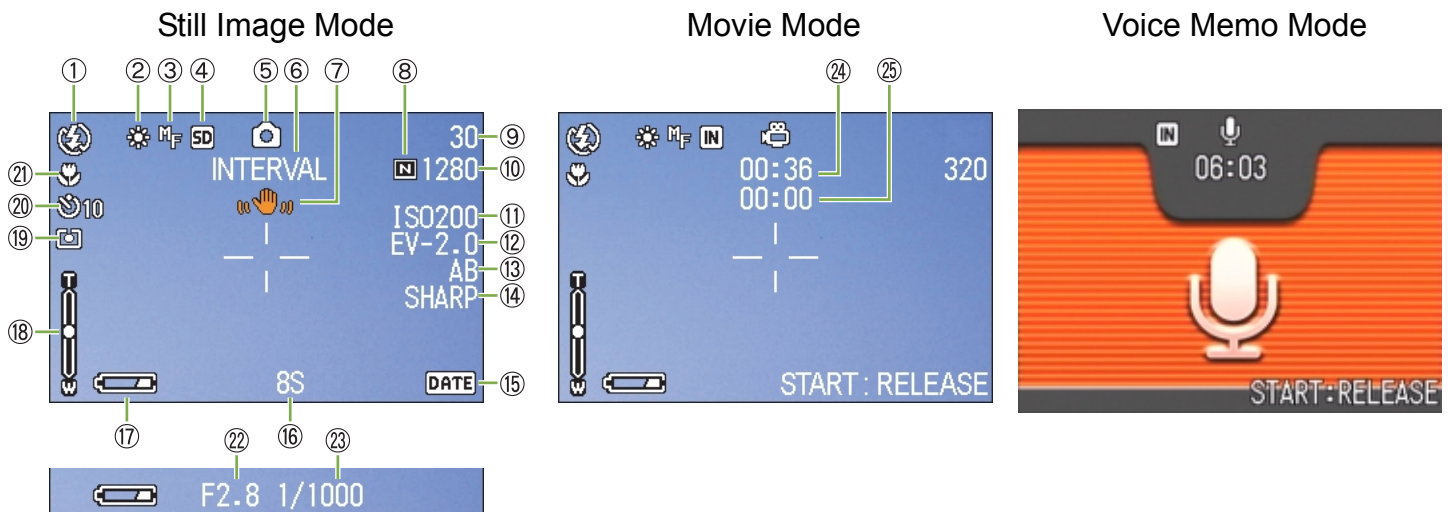 Still Image Mode Movie Mode Voice Memo Mode
① ② ③ ④ ⑤ ⑥ ⑦ ⑧ ㉔ ㉕
MF SD 30 ⑨ MF IN IN
㉑ INTERVAL N 1280 ⑩ 00:36 320 06:03
⑳ 10 00:00
ISO200 ⑪
⑲ EV-2.0 ⑫
AB ⑬
T SHARP ⑭ T
⑱
W 8S DATE ⑮ W START:RELEASE START:RELEASE
⑰ ⑯
㉒ ㉓
F2.8 1/1000